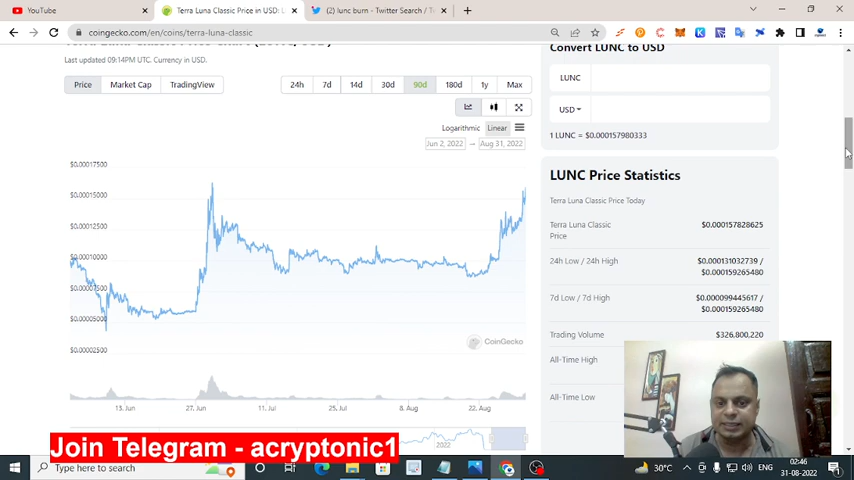 YouTube
Terra Luna Classic Price in USD: L
(2) lunc burn - Twitter Search / T
coingecko.com/en/coins/terra-luna-classic
Last updated 09:14PM UTC. Currency in USD.
Price
Market Cap
TradingView
24h
7d
14d
30d
90d
180d
1y
Max
Logarithmic
Linear
Jun 2, 2022 → Aug 31, 2022
$0.00017500
$0.00015000
$0.00012500
$0.00010000
$0.00007500
$0.00005000
$0.00002500
CoinGecko
13. Jun
27. Jun
11. Jul
25. Jul
8. Aug
22. Aug
2022
Convert LUNC to USD
LUNC
USD
1 LUNC = $0.000157980333
LUNC Price Statistics
Terra Luna Classic Price Today
Terra Luna Classic Price
$0.000157828625
24h Low / 24h High
$0.000131032739 /
$0.000159265480
7d Low / 7d High
$0.000099445617 /
$0.000159265480
Trading Volume
$326,800,220
All-Time High
All-Time Low
Join Telegram - acryptonic1
Type here to search
30°C
ENG
02:46
31-08-2022